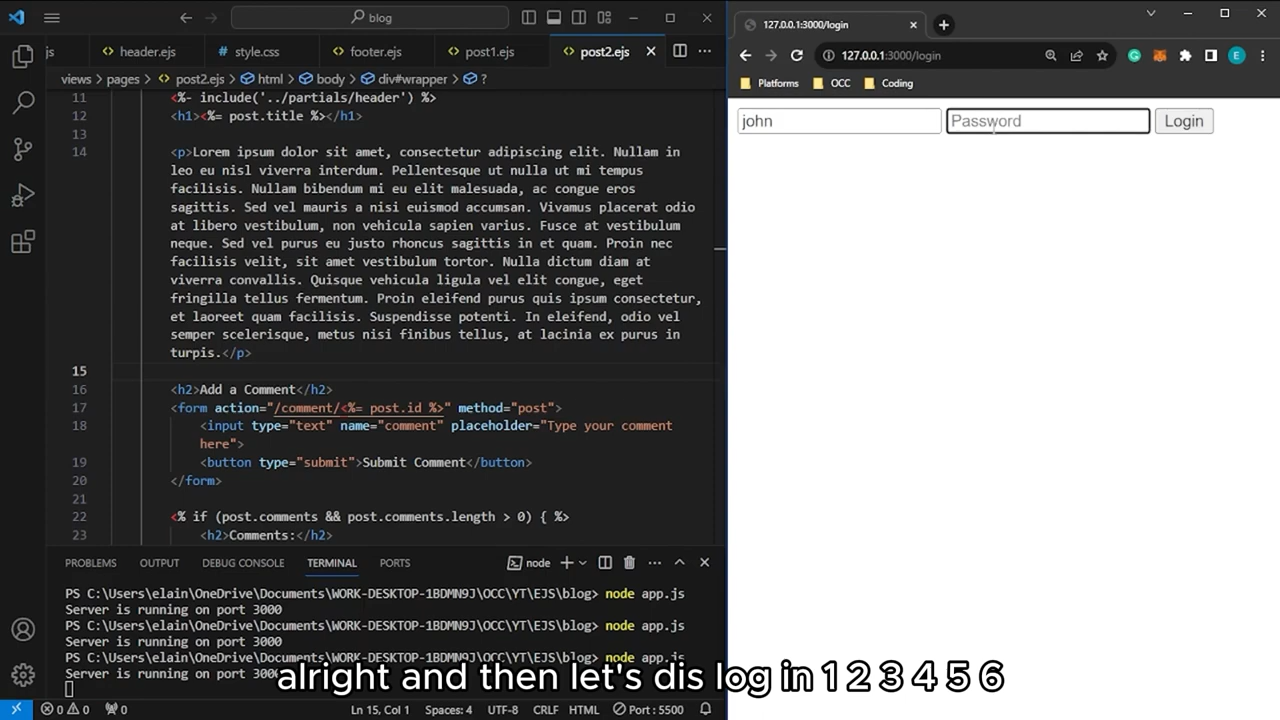 blog
js
header.ejs
style.css
footer.ejs
post1.ejs
post2.ejs
views > pages > post2.ejs > html > body > div#wrapper > ?
11 <%- include('../partials/header') %>
12 <h1><%= post.title %></h1>
13
14 <p>Lorem ipsum dolor sit amet, consectetur adipiscing elit. Nullam in
leo eu nisl viverra interdum. Pellentesque ut nulla ut mi tempus
facilisis. Nullam bibendum mi eu elit malesuada, ac congue eros
sagittis. Sed vel mauris a nisi euismod accumsan. Vivamus placerat odio
at libero vestibulum, non vehicula sapien varius. Fusce at vestibulum
neque. Sed vel purus eu justo rhoncus sagittis in et quam. Proin nec
facilisis velit, sit amet vestibulum tortor. Nulla dictum diam at
viverra convallis. Quisque vehicula ligula vel elit congue, eget
fringilla tellus fermentum. Proin eleifend purus quis ipsum consectetur,
et laoreet quam facilisis. Suspendisse potenti. In eleifend, odio vel
semper scelerisque, metus nisi finibus tellus, at lacinia ex purus in
turpis.</p>
15
16 <h2>Add a Comment</h2>
17 <form action="/comment/<%= post.id %>" method="post">
18 <input type="text" name="comment" placeholder="Type your comment
here">
19 <button type="submit">Submit Comment</button>
20 </form>
21
22 <% if (post.comments && post.comments.length > 0) { %>
23 <h2>Comments:</h2>
PROBLEMS OUTPUT DEBUG CONSOLE TERMINAL PORTS
node
PS C:\Users\elain\OneDrive\Documents\WORK-DESKTOP-1BDMN9J\OCC\YT\EJS\blog> node app.js
Server is running on port 3000
PS C:\Users\elain\OneDrive\Documents\WORK-DESKTOP-1BDMN9J\OCC\YT\EJS\blog> node app.js
Server is running on port 3000
PS C:\Users\elain\OneDrive\Documents\WORK-DESKTOP-1BDMN9J\OCC\YT\EJS\blog> node app.js
Server is running on port 3000
0 0 0
Ln 15, Col 1 Spaces: 4 UTF-8 CRLF HTML Port : 5500
127.0.0.1:3000/login
127.0.0.1:3000/login
E
Platforms OCC Coding
john Password Login
alright and then let's dis log in 1 2 3 4 5 6